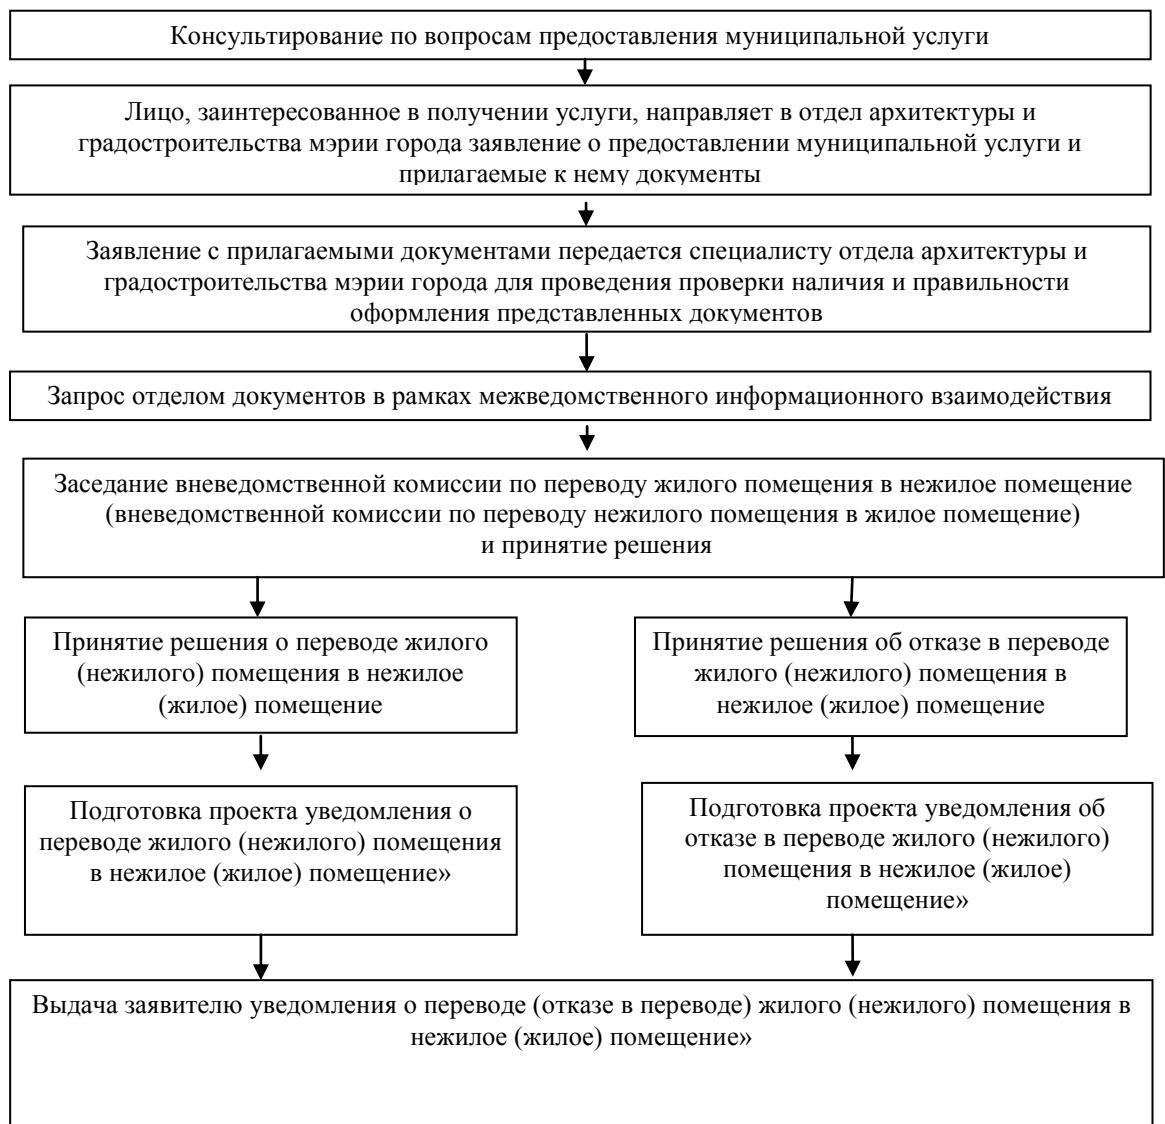 Консультирование по вопросам предоставления муниципальной услуги
Лицо, заинтересованное в получении услуги, направляет в отдел архитектуры и
градостроительства мэрии города заявление о предоставлении муниципальной услуги и
прилагаемые к нему документы
Заявление с прилагаемыми документами передается специалисту отдела архитектуры и
градостроительства мэрии города для проведения проверки наличия и правильности
оформления представленных документов
Запрос отделом документов в рамках межведомственного информационного взаимодействия
Заседание вневедомственной комиссии по переводу жилого помещения в нежилое помещение
(вневедомственной комиссии по переводу нежилого помещения в жилое помещение)
и принятие решения
Принятие решения о переводе жилого
(нежилого) помещения в нежилое
(жилое) помещение
Принятие решения об отказе в переводе
жилого (нежилого) помещения в
нежилое (жилое) помещение
Подготовка проекта уведомления о
переводе жилого (нежилого) помещения
в нежилое (жилое) помещение»
Подготовка проекта уведомления об
отказе в переводе жилого (нежилого)
помещения в нежилое (жилое)
помещение»
Выдача заявителю уведомления о переводе (отказе в переводе) жилого (нежилого) помещения в
нежилое (жилое) помещение»